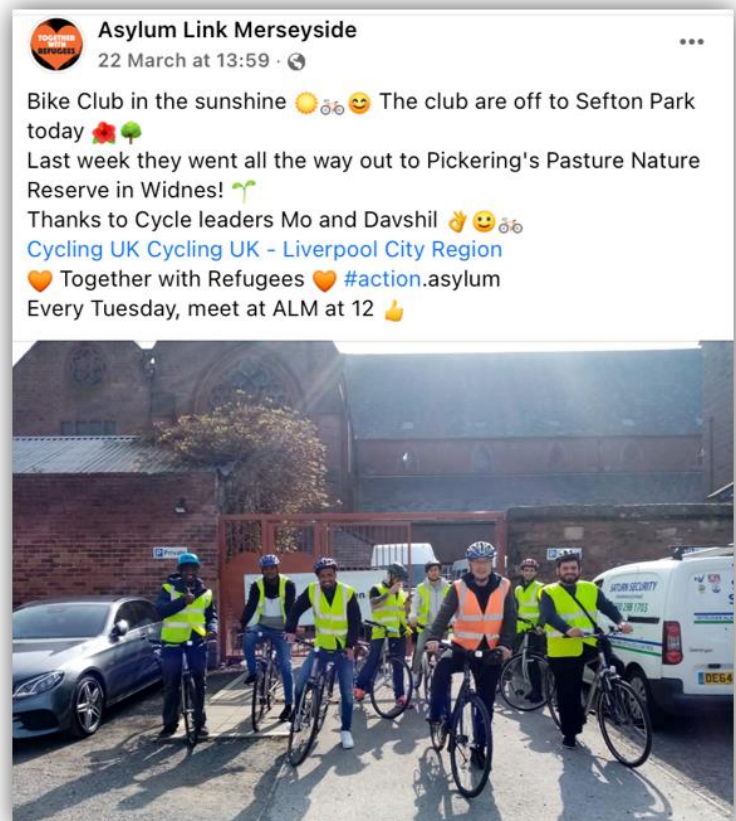 TOGETHER
WITH
REFUGEES
Asylum Link Merseyside
22 March at 13:59 ·
Bike Club in the sunshine ☀️🚲😊 The club are off to Sefton Park
today 🌺🌳
Last week they went all the way out to Pickering's Pasture Nature
Reserve in Widnes! 🌱
Thanks to Cycle leaders Mo and Davshil 👌🙂🚲
Cycling UK Cycling UK - Liverpool City Region
🧡 Together with Refugees 🧡 #action.asylum
Every Tuesday, meet at ALM at 12 👍
P Private
P
SATURN SECURITY
DE64